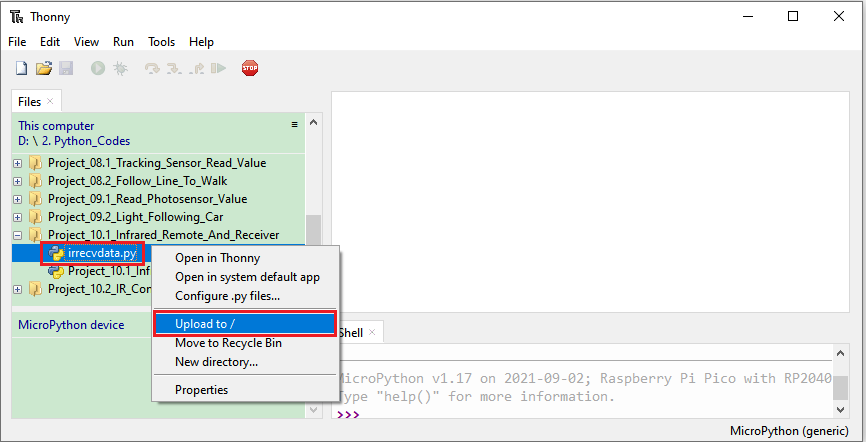 Thonny
File Edit View Run Tools Help
STOP
Files
This computer
D: \ 2. Python_Codes
Project_08.1_Tracking_Sensor_Read_Value
Project_08.2_Follow_Line_To_Walk
Project_09.1_Read_Photosensor_Value
Project_09.2_Light_Following_Car
Project_10.1_Infrared_Remote_And_Receiver
irrecvdata.py
Project_10.1_Inf
Project_10.2_IR_Con
Open in Thonny
Open in system default app
Configure .py files...
Upload to /
Move to Recycle Bin
New directory...
Properties
MicroPython device
Shell
MicroPython v1.17 on 2021-09-02; Raspberry Pi Pico with RP2040
Type "help()" for more information.
>>>
MicroPython (generic)